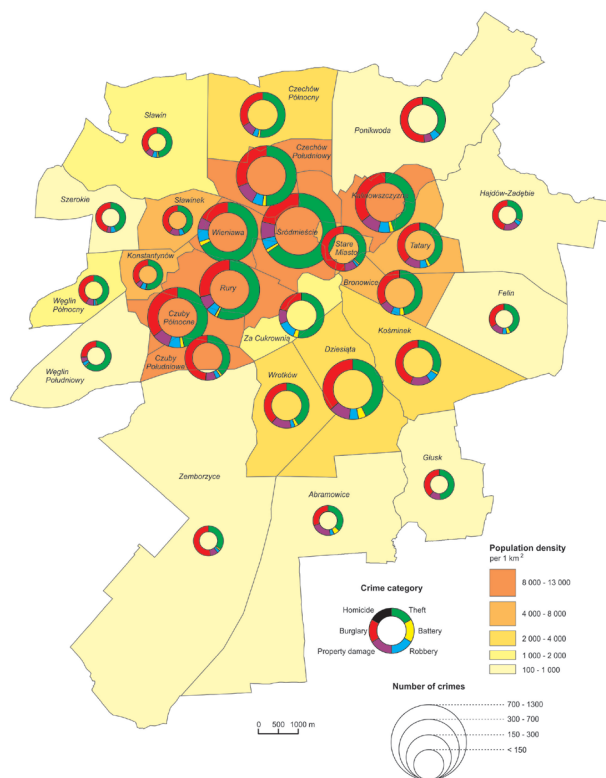 Czechów
Północny
Sławin
Ponikwoda
Czechów
Południowy
Szerokie
Sławinek
Kalinowszczyzna
Hajdów-Zadębie
Wieniawa
Śródmieście
Stare
Miasto
Tatary
Konstantynów
Węglin
Północny
Rury
Bronowice
Felin
Czuby
Północne
Za Cukrownią
Kośminek
Węglin
Południowy
Czuby
Południowe
Dziesiąta
Wrotków
Zemborzyce
Głusk
Abramowice
Population density
per 1 km²
8 000 - 13 000
4 000 - 8 000
2 000 - 4 000
1 000 - 2 000
100 - 1 000
Crime category
Homicide Theft
Burglary Battery
Property damage Robbery
Number of crimes
700 - 1300
300 - 700
150 - 300
< 150
0 500 1000 m